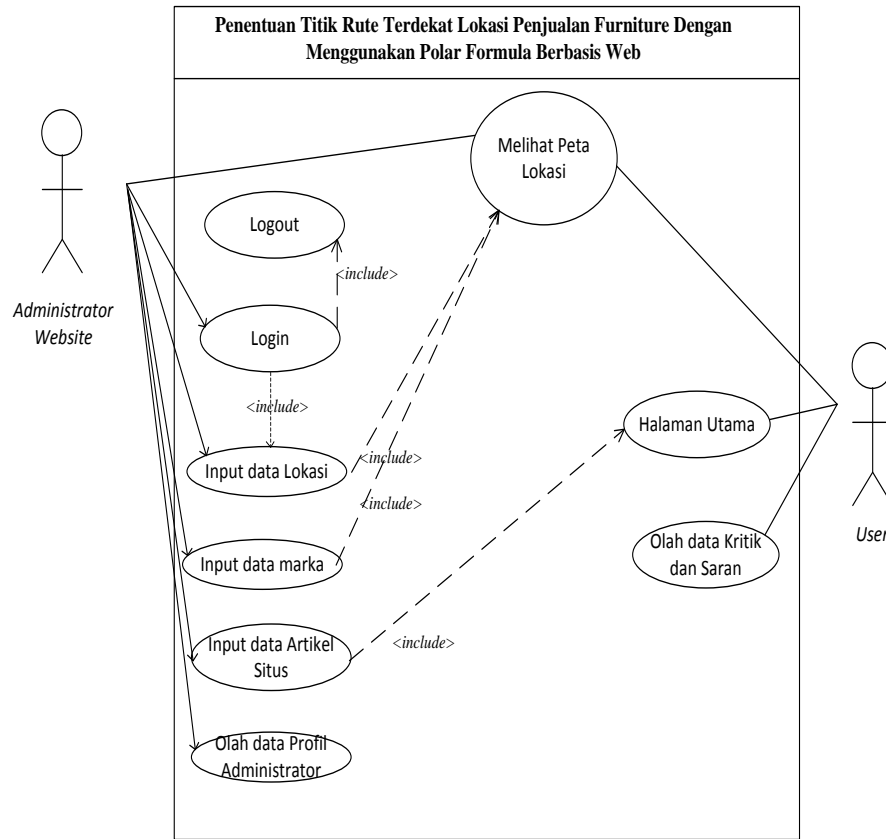 Penentuan Titik Rute Terdekat Lokasi Penjualan Furniture Dengan
Menggunakan Polar Formula Berbasis Web
Melihat Peta
Lokasi
Logout
<include>
Administrator
Website
Login
<include>
Halaman Utama
Input data Lokasi
<include>
<include>
User
Olah data Kritik
dan Saran
Input data marka
Input data Artikel
Situs
<include>
Olah data Profil
Administrator